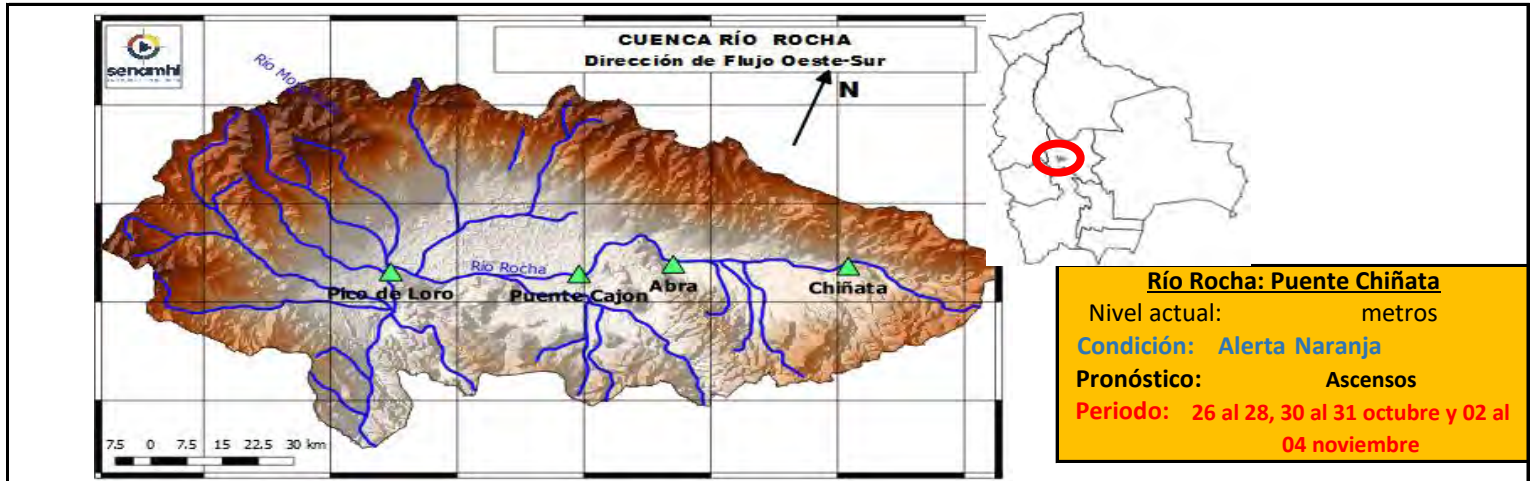 senamhi
CUENCA RÍO ROCHA
Dirección de Flujo Oeste-Sur
N
Río Rocha
Pico de Loro
Puente Cajon
Abra
Chiñata
7.5 0 7.5 15 22.5 30 km
Río Rocha: Puente Chiñata
Nivel actual: metros
Condición: Alerta Naranja
Pronóstico: Ascensos
Periodo: 26 al 28, 30 al 31 octubre y 02 al
04 noviembre